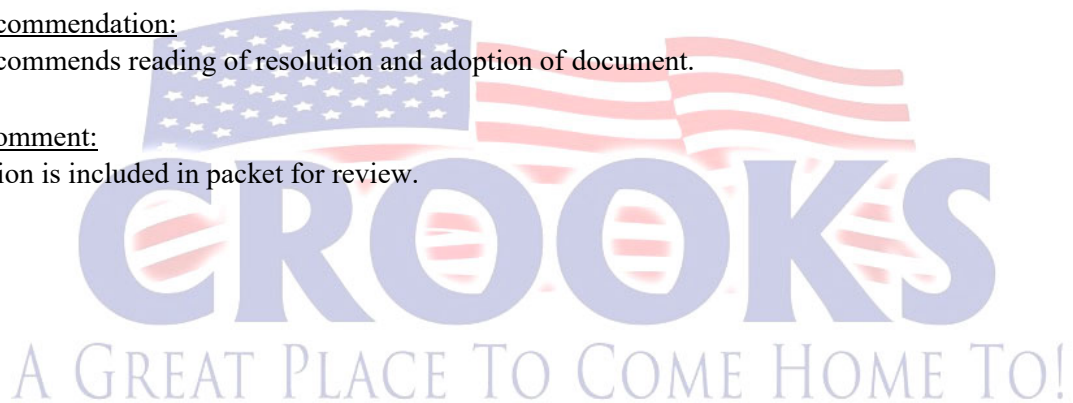 commendation:
commends reading of resolution and adoption of document.
omment:
ion is included in packet for review.
CROOKS
A GREAT PLACE TO COME HOME TO!